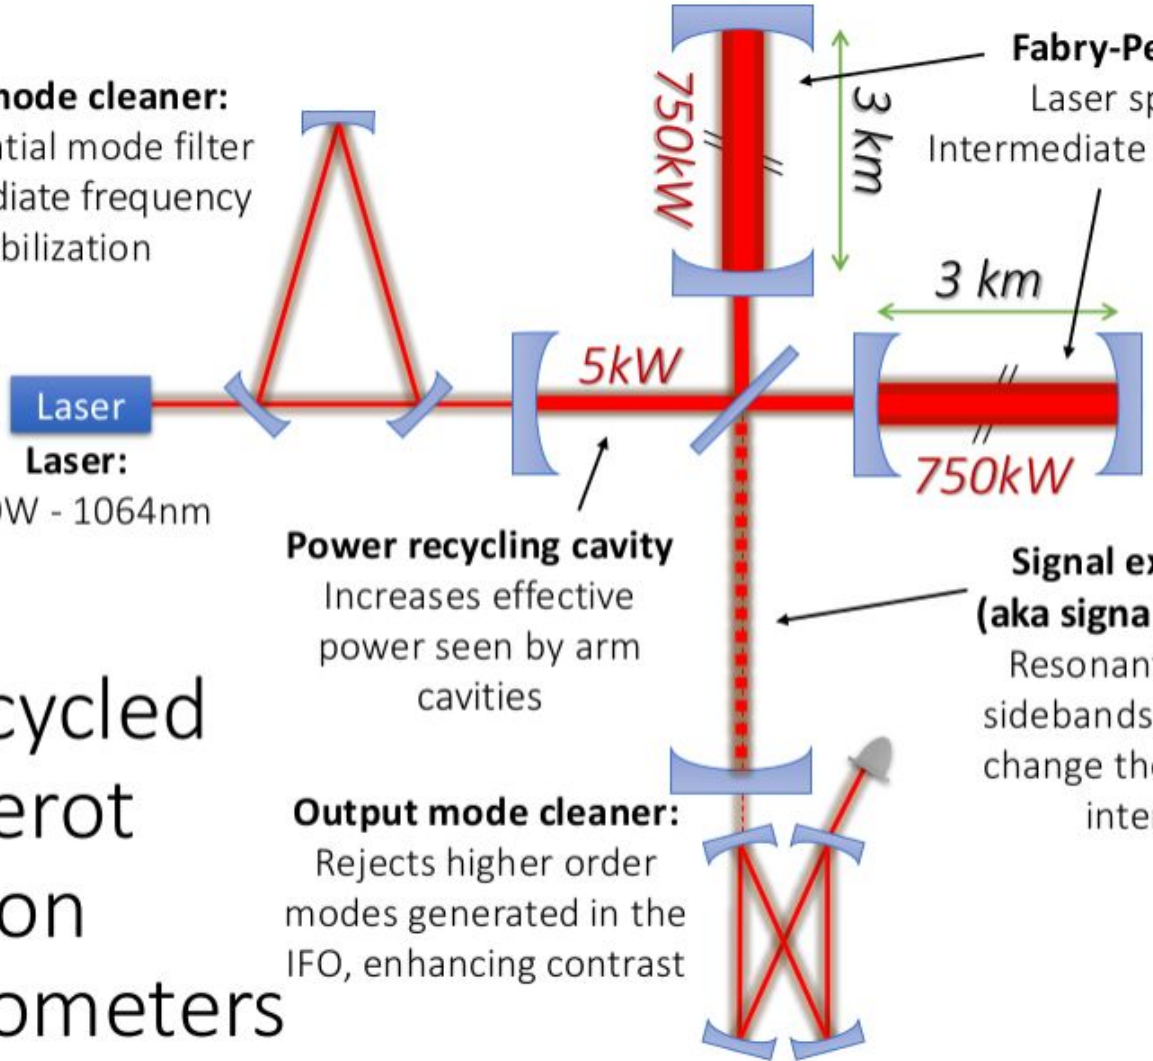 mode cleaner:
tial mode filter
diate frequency
bilization
Laser
Laser:
W - 1064nm
750kW
3 km
Fabry-Pe
Laser sp
Intermediate
3 km
750kW
5kW
Power recycling cavity
Increases effective
power seen by arm
cavities
Signal ex
(aka signa
Resonant
sidebands
change the
inter
cycled
erot
on
ometers
Output mode cleaner:
Rejects higher order
modes generated in the
IFO, enhancing contrast